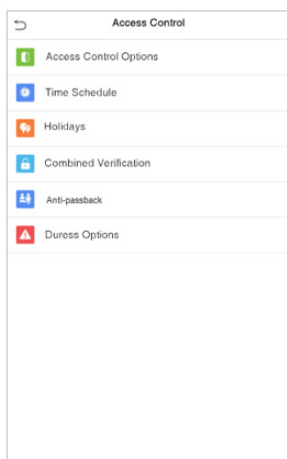 Access Control
Access Control Options
Time Schedule
Holidays
Combined Verification
Anti-passback
Duress Options